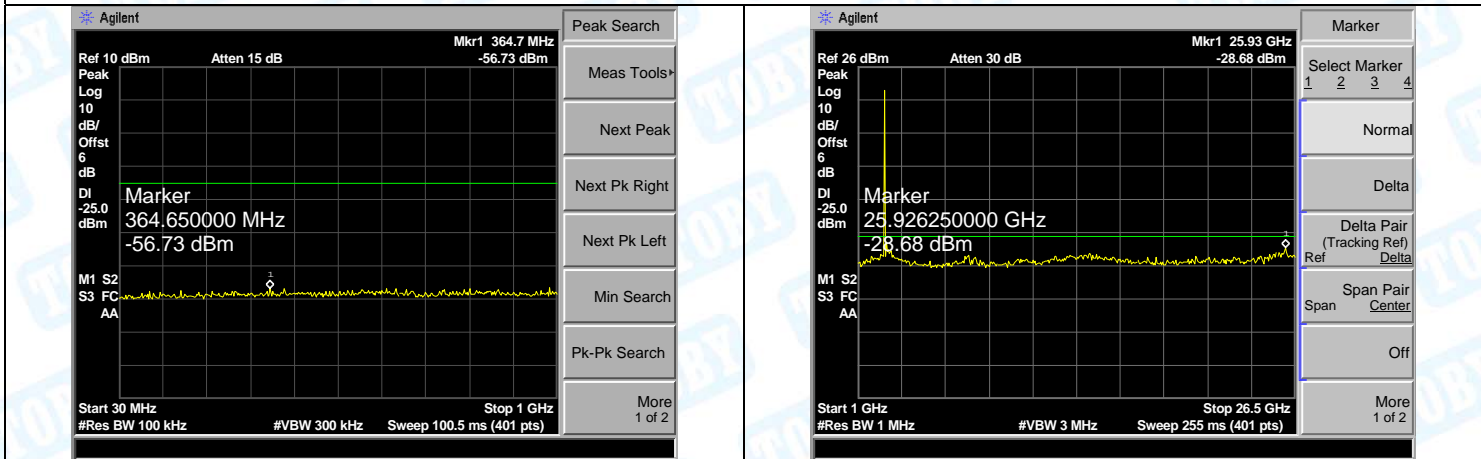 Agilent
Peak Search
Mkr1 364.7 MHz
Ref 10 dBm Atten 15 dB -56.73 dBm
Peak
Log
10
dB/
Offst
6
dB
DI
-25.0
dBm
Marker
364.650000 MHz
-56.73 dBm
1
M1 S2
S3 FC
AA
Start 30 MHz Stop 1 GHz
#Res BW 100 kHz #VBW 300 kHz Sweep 100.5 ms (401 pts)
Meas Tools
Next Peak
Next Pk Right
Next Pk Left
Min Search
Pk-Pk Search
More
1 of 2
Agilent
Marker
Mkr1 25.93 GHz
Ref 26 dBm Atten 30 dB -28.68 dBm
Peak
Log
10
dB/
Offst
6
dB
DI
-25.0
dBm
Marker
25.926250000 GHz
-28.68 dBm
1
M1 S2
S3 FC
AA
Start 1 GHz Stop 26.5 GHz
#Res BW 1 MHz #VBW 3 MHz Sweep 255 ms (401 pts)
Select Marker
1 2 3 4
Normal
Delta
Delta Pair
(Tracking Ref)
Ref Delta
Span Pair
Span Center
Off
More
1 of 2
TOBY